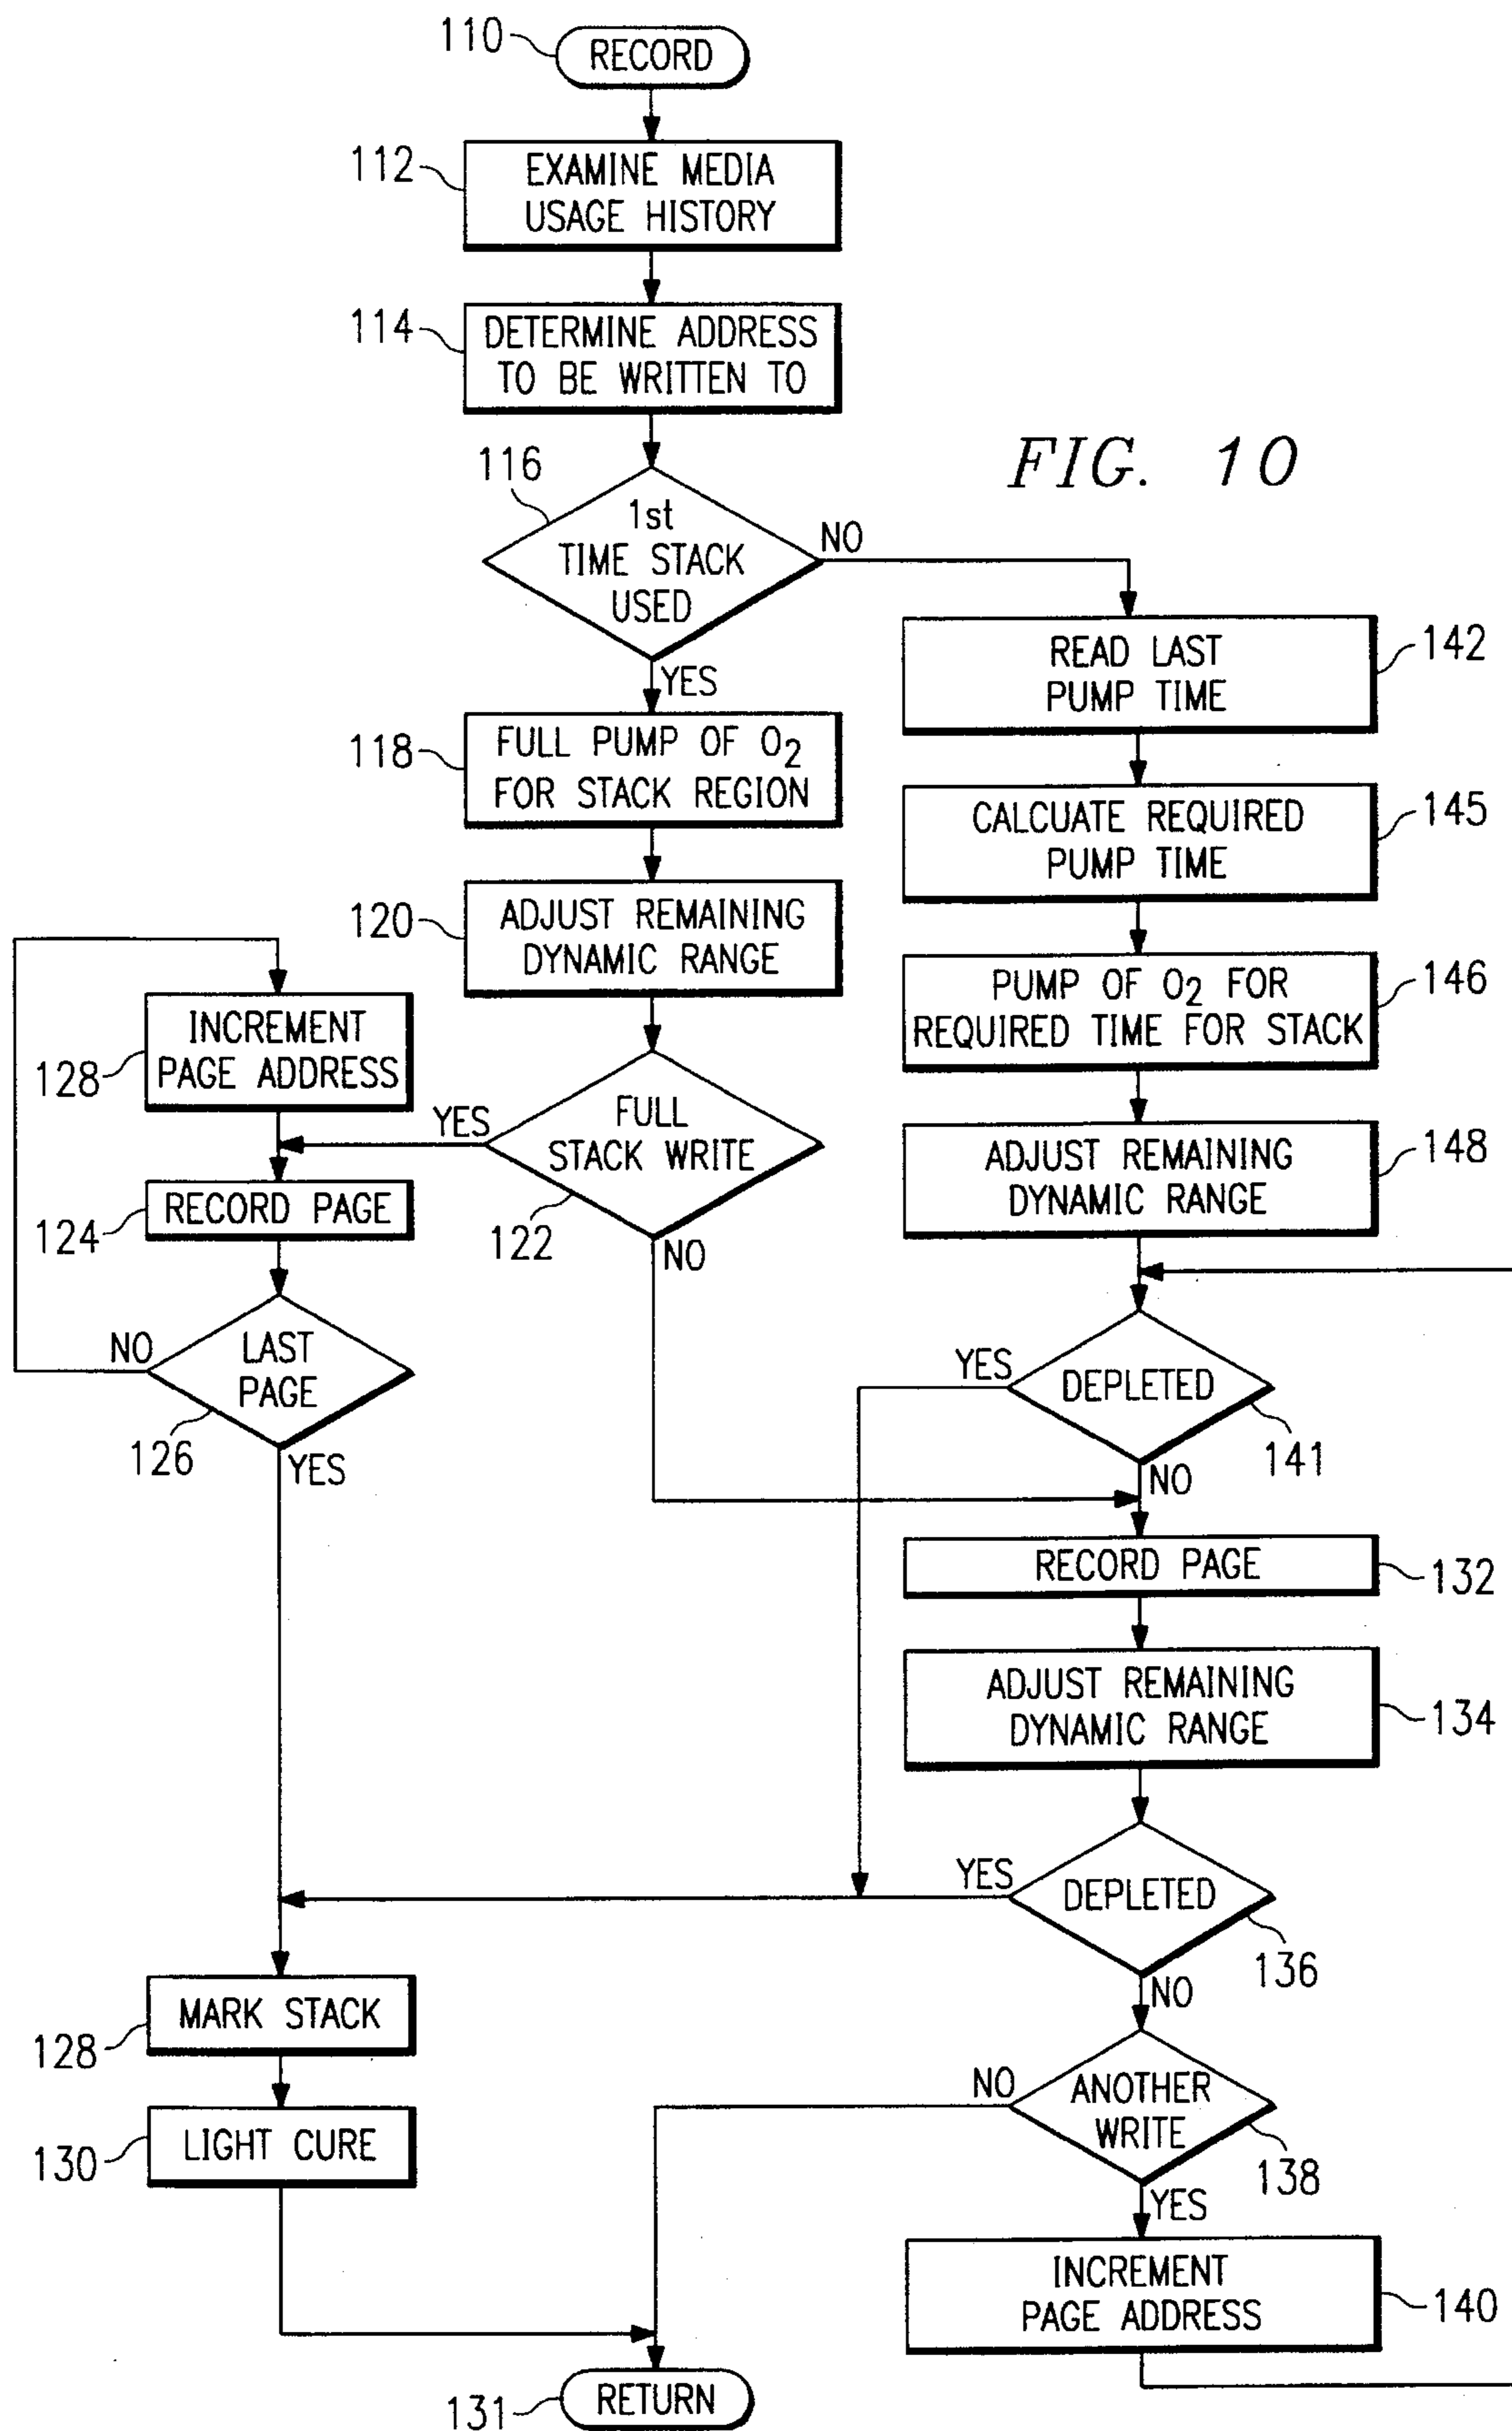 110
RECORD
112
EXAMINE MEDIA
USAGE HISTORY
114
DETERMINE ADDRESS
TO BE WRITTEN TO
FIG. 10
116
1st
TIME STACK
USED
NO
YES
142
READ LAST
PUMP TIME
118
FULL PUMP OF O2
FOR STACK REGION
145
CALCUATE REQUIRED
PUMP TIME
120
ADJUST REMAINING
DYNAMIC RANGE
146
PUMP OF O2 FOR
REQUIRED TIME FOR STACK
128
INCREMENT
PAGE ADDRESS
YES
FULL
STACK WRITE
122
NO
148
ADJUST REMAINING
DYNAMIC RANGE
124
RECORD PAGE
NO
LAST
PAGE
126
YES
YES
DEPLETED
141
NO
RECORD PAGE
132
ADJUST REMAINING
DYNAMIC RANGE
134
YES
DEPLETED
136
NO
128
MARK STACK
NO
ANOTHER
WRITE
138
YES
130
LIGHT CURE
INCREMENT
PAGE ADDRESS
140
131
RETURN